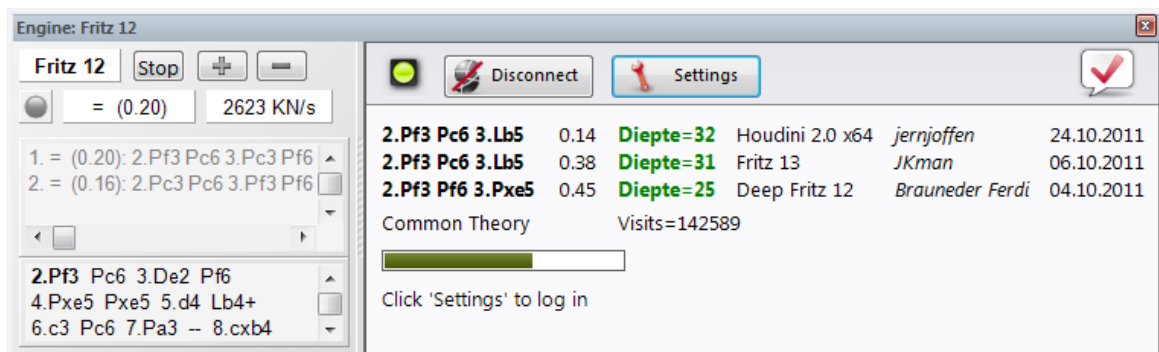 Engine: Fritz 12
Fritz 12 Stop
= (0.20) 2623 KN/s
1. = (0.20): 2.Pf3 Pc6 3.Pc3 Pf6
2. = (0.16): 2.Pc3 Pc6 3.Pf3 Pf6
2.Pf3 Pc6 3.De2 Pf6
4.Pxe5 Pxe5 5.d4 Lb4+
6.c3 Pc6 7.Pa3 -- 8.cxb4
Disconnect Settings
2.Pf3 Pc6 3.Lb5 0.14 Diepte=32 Houdini 2.0 x64 jernjoffen 24.10.2011
2.Pf3 Pc6 3.Lb5 0.38 Diepte=31 Fritz 13 JKman 06.10.2011
2.Pf3 Pf6 3.Pxe5 0.45 Diepte=25 Deep Fritz 12 Brauneder Ferdi 04.10.2011
Common Theory Visits=142589
Click 'Settings' to log in